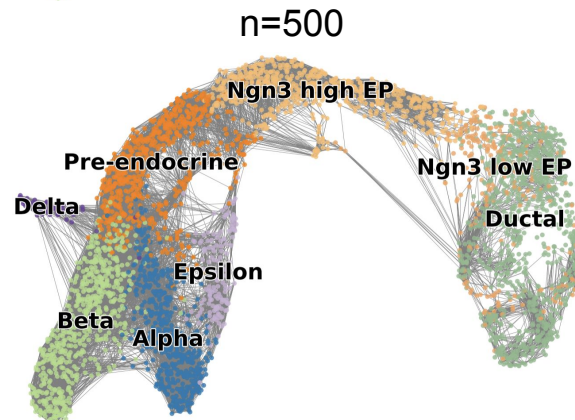 n=500
Ngn3 high EP
Pre-endocrine
Ngn3 low EP
Delta
Ductal
Epsilon
Beta
Alpha